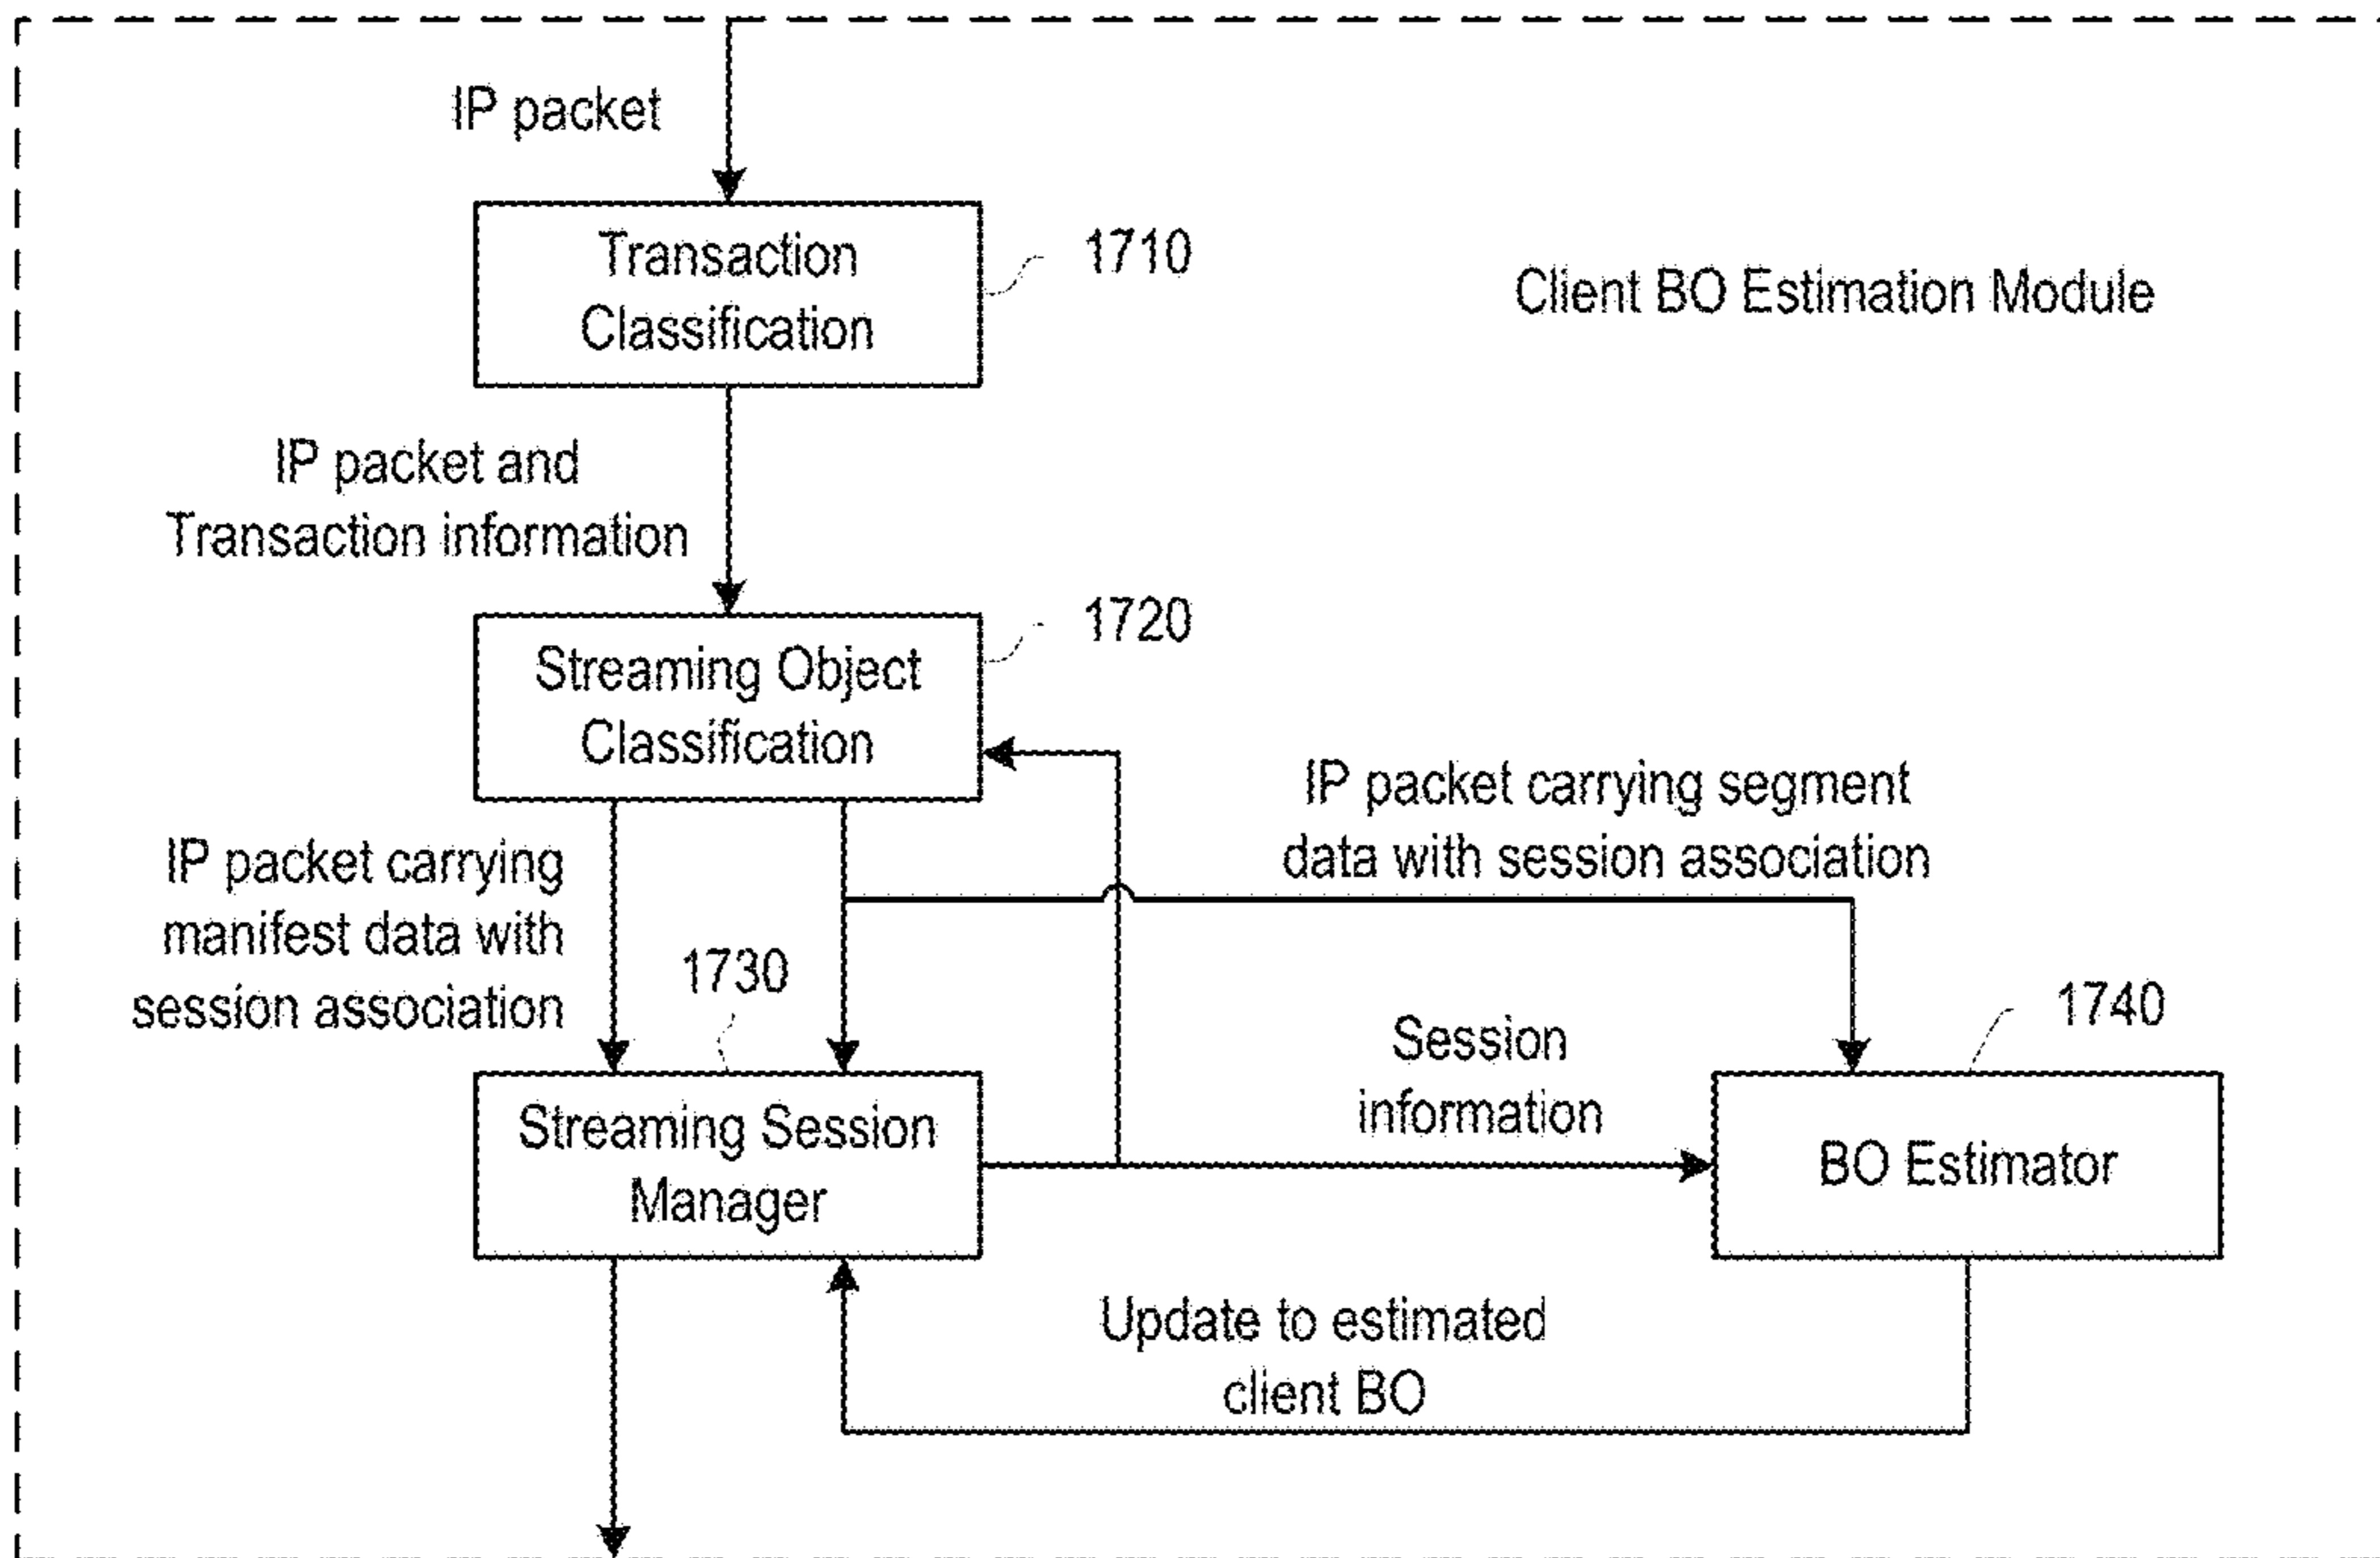 IP packet
Transaction
Classification
1710
Client BO Estimation Module
IP packet and
Transaction information
Streaming Object
Classification
1720
IP packet carrying segment
data with session association
IP packet carrying
manifest data with
session association
1730
1740
Session
information
Streaming Session
Manager
BO Estimator
Update to estimated
client BO